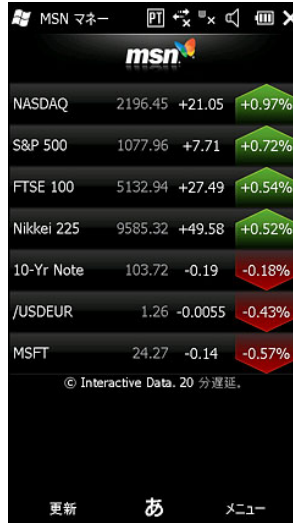 MSN マネー PT
msn
NASDAQ 2196.45 +21.05 +0.97%
S&P 500 1077.96 +7.71 +0.72%
FTSE 100 5132.94 +27.49 +0.54%
Nikkei 225 9585.32 +49.58 +0.52%
10-Yr Note 103.72 -0.19 -0.18%
/USDEUR 1.26 -0.0055 -0.43%
MSFT 24.27 -0.14 -0.57%
© Interactive Data. 20 分遅延。
更新 あ メニュー